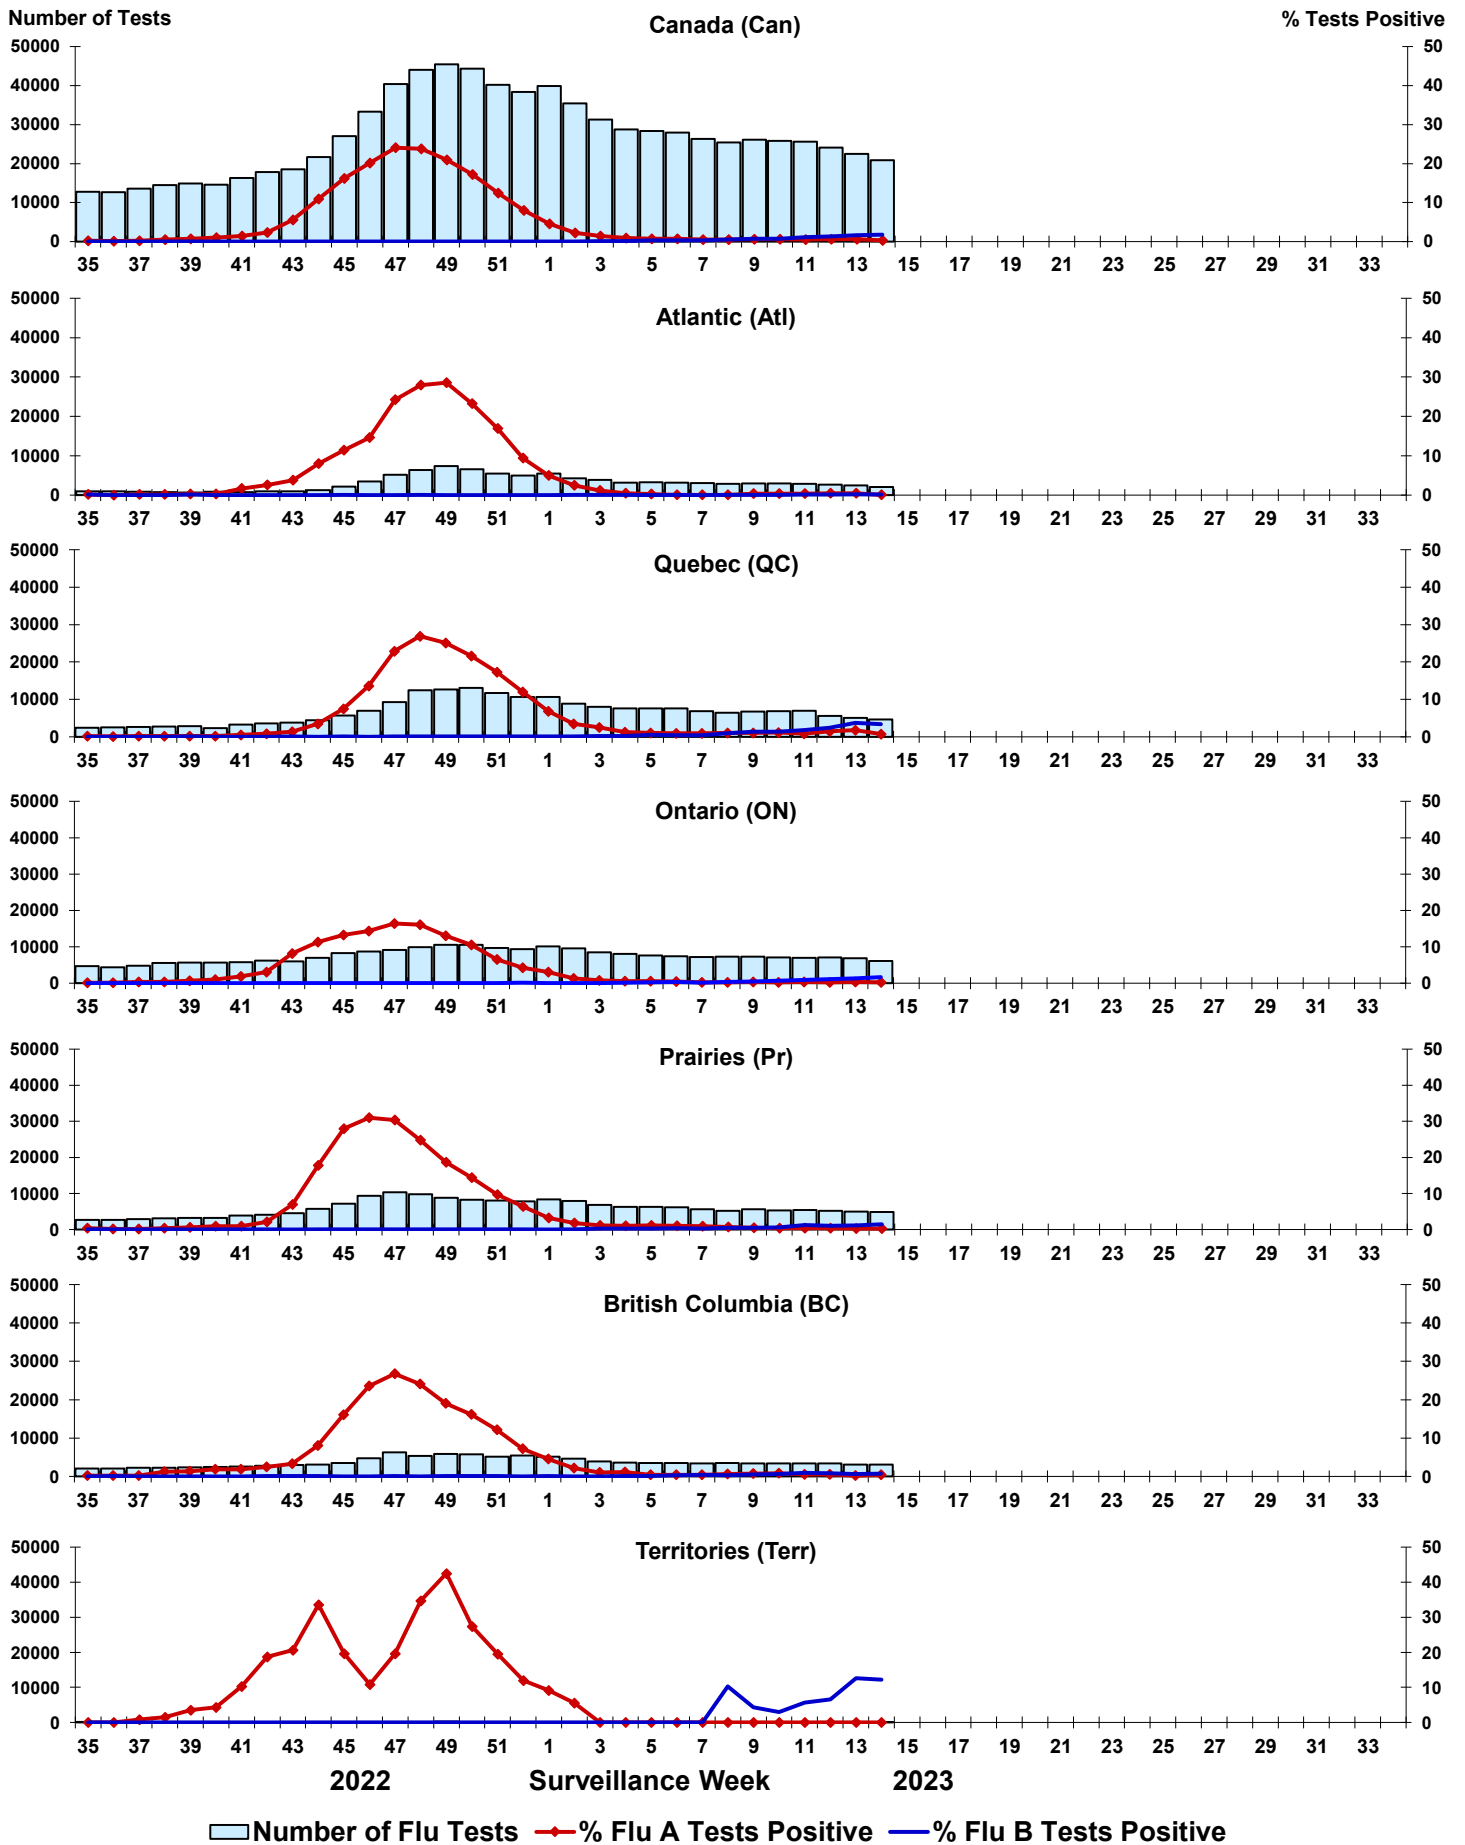 Number of Tests % Tests Positive
Canada (Can)
50000 50
40000 40
30000 30
20000 20
10000 10
0 0
35 37 39 41 43 45 47 49 51 1 3 5 7 9 11 13 15 17 19 21 23 25 27 29 31 33
Atlantic (Atl)
50000 50
40000 40
30000 30
20000 20
10000 10
0 0
35 37 39 41 43 45 47 49 51 1 3 5 7 9 11 13 15 17 19 21 23 25 27 29 31 33
Quebec (QC)
50000 50
40000 40
30000 30
20000 20
10000 10
0 0
35 37 39 41 43 45 47 49 51 1 3 5 7 9 11 13 15 17 19 21 23 25 27 29 31 33
Ontario (ON)
50000 50
40000 40
30000 30
20000 20
10000 10
0 0
35 37 39 41 43 45 47 49 51 1 3 5 7 9 11 13 15 17 19 21 23 25 27 29 31 33
Prairies (Pr)
50000 50
40000 40
30000 30
20000 20
10000 10
0 0
35 37 39 41 43 45 47 49 51 1 3 5 7 9 11 13 15 17 19 21 23 25 27 29 31 33
British Columbia (BC)
50000 50
40000 40
30000 30
20000 20
10000 10
0 0
35 37 39 41 43 45 47 49 51 1 3 5 7 9 11 13 15 17 19 21 23 25 27 29 31 33
Territories (Terr)
50000 50
40000 40
30000 30
20000 20
10000 10
0 0
35 37 39 41 43 45 47 49 51 1 3 5 7 9 11 13 15 17 19 21 23 25 27 29 31 33
2022 Surveillance Week 2023
Number of Flu Tests % Flu A Tests Positive % Flu B Tests Positive